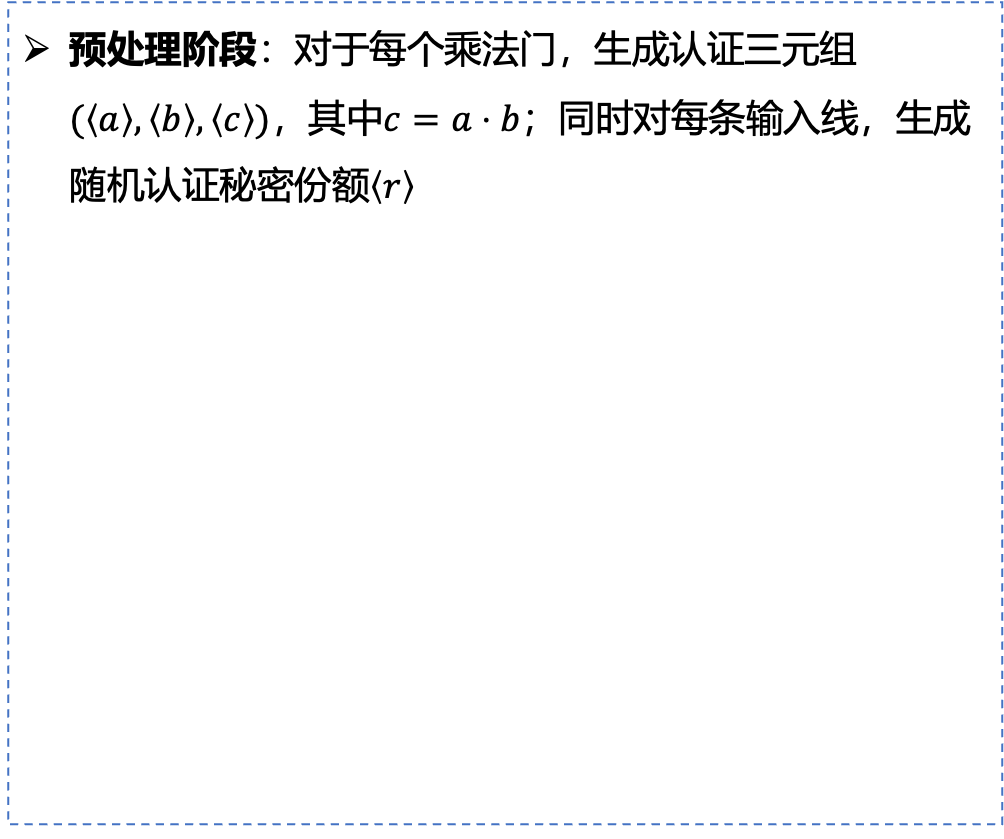 ➢ 预处理阶段：对于每个乘法门，生成认证三元组
(⟨a⟩,⟨b⟩,⟨c⟩)，其中c = a · b；同时对每条输入线，生成
随机认证秘密份额⟨r⟩